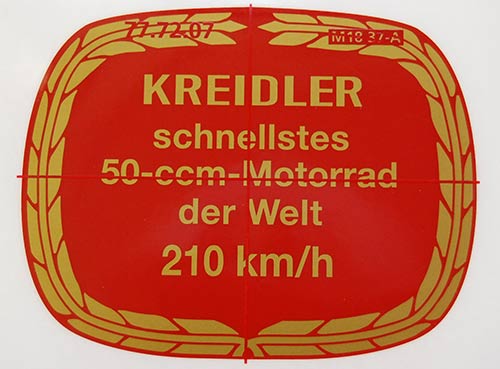 77.72.07 M18 37-A
KREIDLER
schnellstes
50-ccm-Motorrad
der Welt
210 km/h